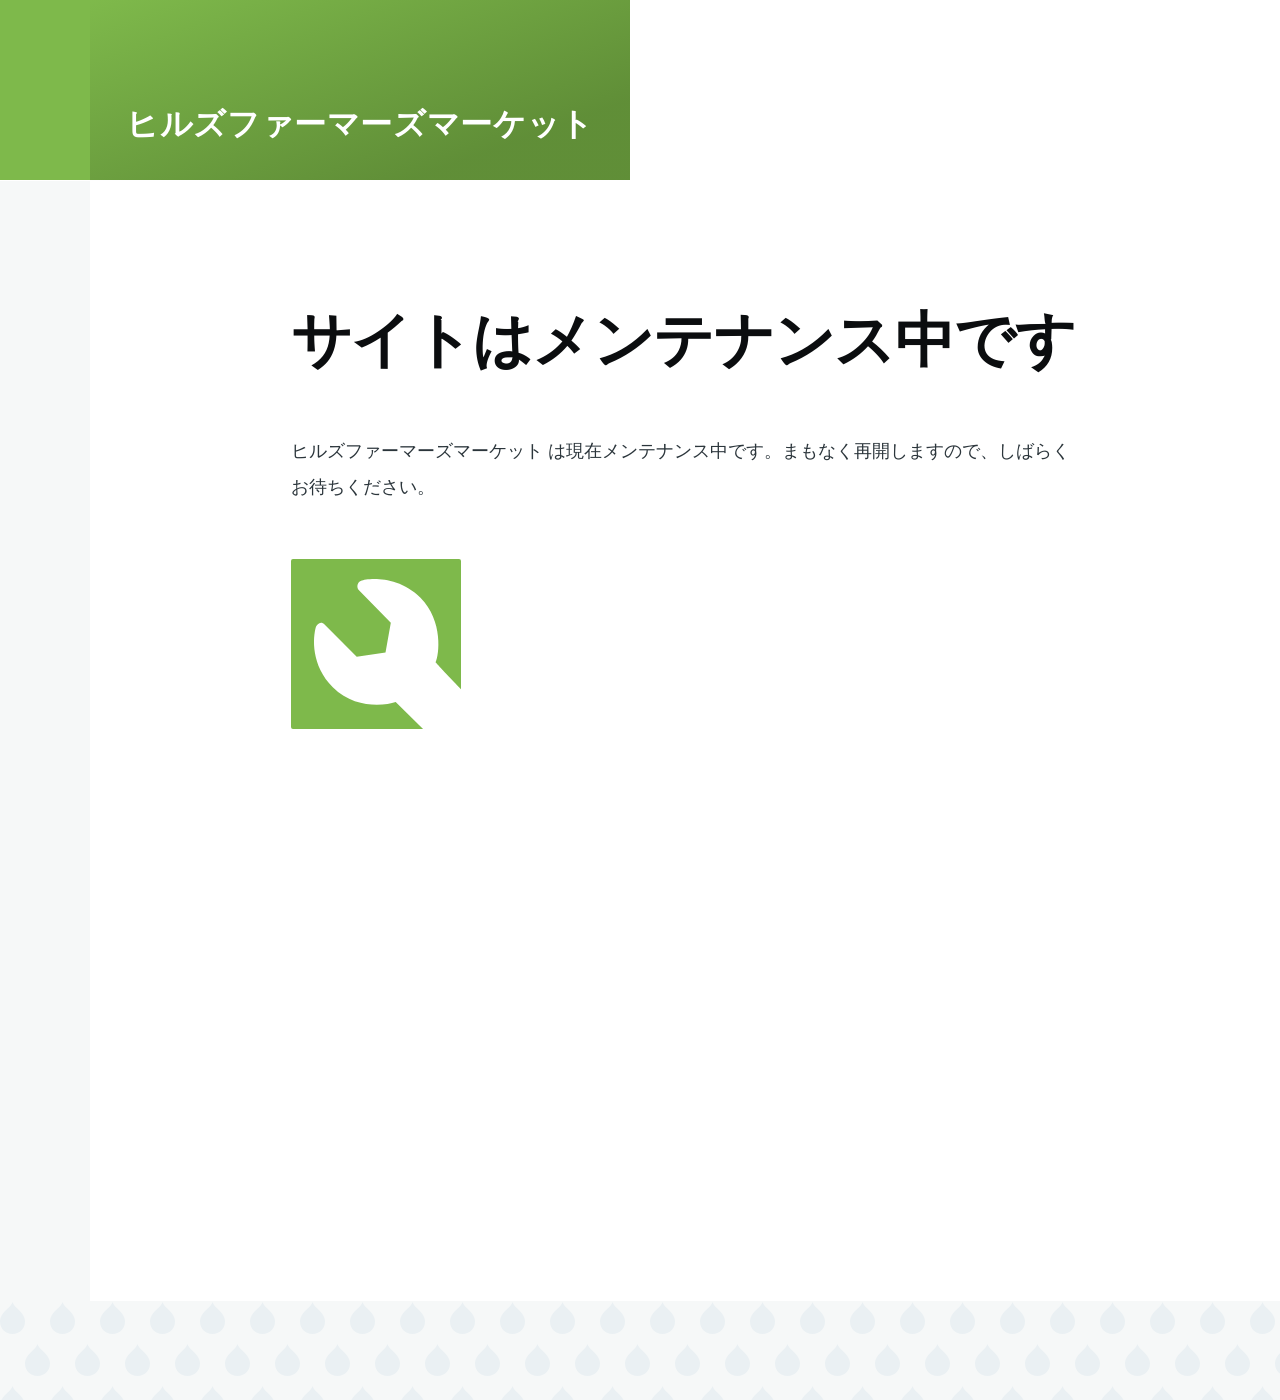 ヒルズファーマーズマーケット
サイトはメンテナンス中です
ヒルズファーマーズマーケット は現在メンテナンス中です。まもなく再開しますので、しばらく
お待ちください。